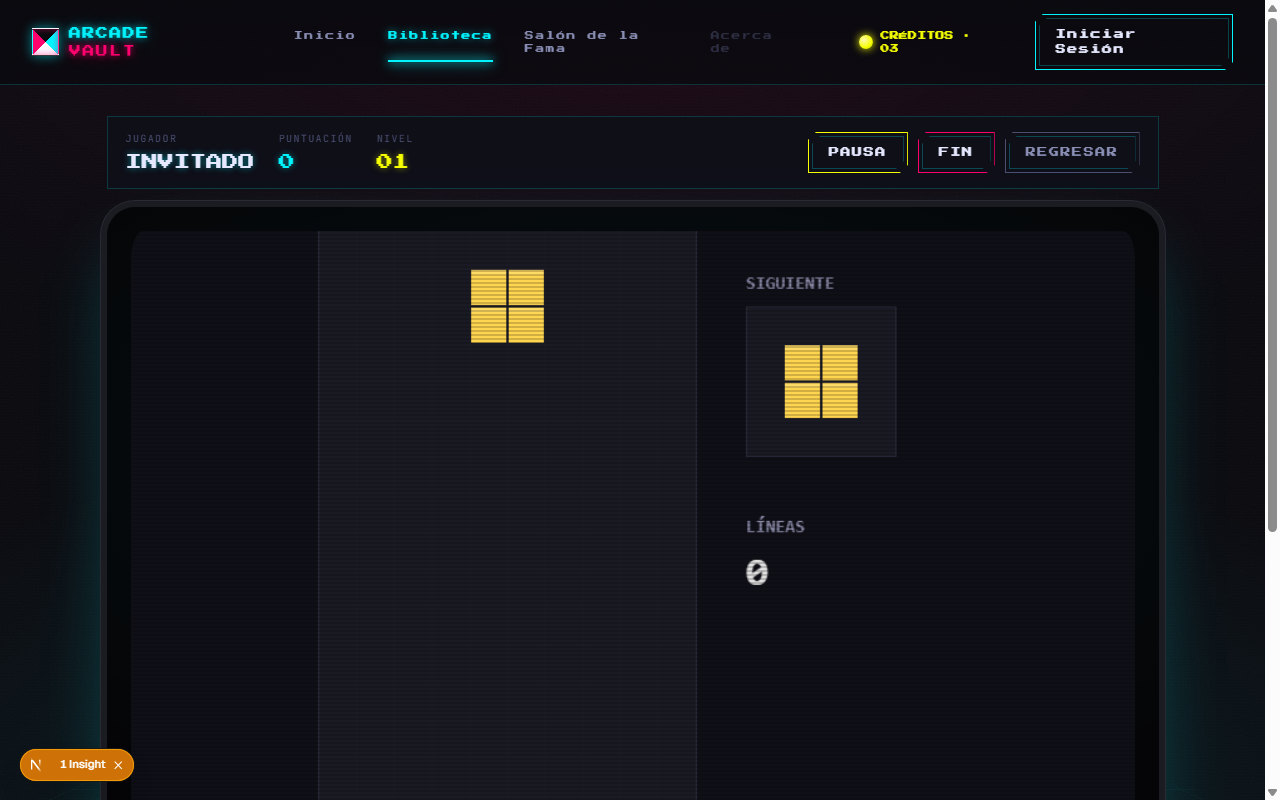 ARCADE
VAULT
Inicio
Biblioteca
Salón de la
Fama
Acerca
de
CRéDITOS ·
03
Iniciar
Sesión
JUGADOR
INVITADO
PUNTUACIÓN
0
NIVEL
01
PAUSA
FIN
REGRESAR
SIGUIENTE
LÍNEAS
0
1 Insight